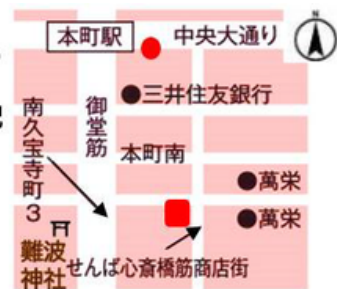 N
本町駅
中央大通り
三井住友銀行
御堂筋
南久宝寺町3
本町南
萬栄
萬栄
難波
神社
せんば心斎橋筋商店街